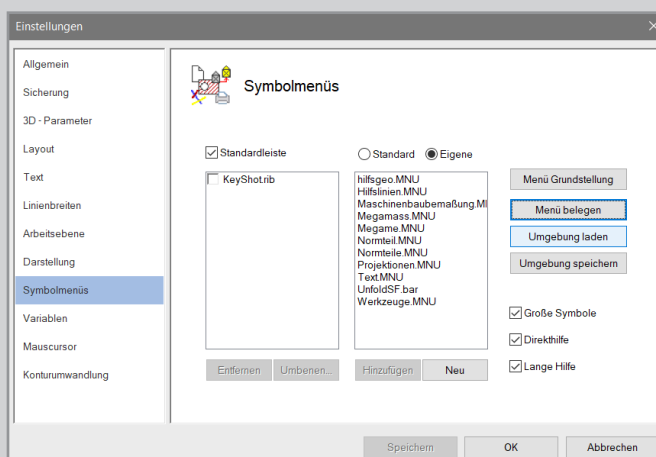 Einstellungen
Allgemein
Sicherung
3D - Parameter
Layout
Text
Linienbreiten
Arbeitsebene
Darstellung
Symbolmenüs
Variablen
Mauscursor
Konturumwandlung
Symbolmenüs
Standardleiste
Standard Eigene
KeyShot.rib
hilfsgeo.MNU
Hilfslinien.MNU
Maschinenbaubemaßung.MI
Megamass.MNU
Megame.MNU
Normteil.MNU
Normteile.MNU
Projektionen.MNU
Text.MNU
UnfoldSF.bar
Werkzeuge.MNU
Menü Grundstellung
Menü belegen
Umgebung laden
Umgebung speichern
Große Symbole
Direkthilfe
Lange Hilfe
Entfernen Umbenen... Hinzufügen Neu
Speichern OK Abbrechen